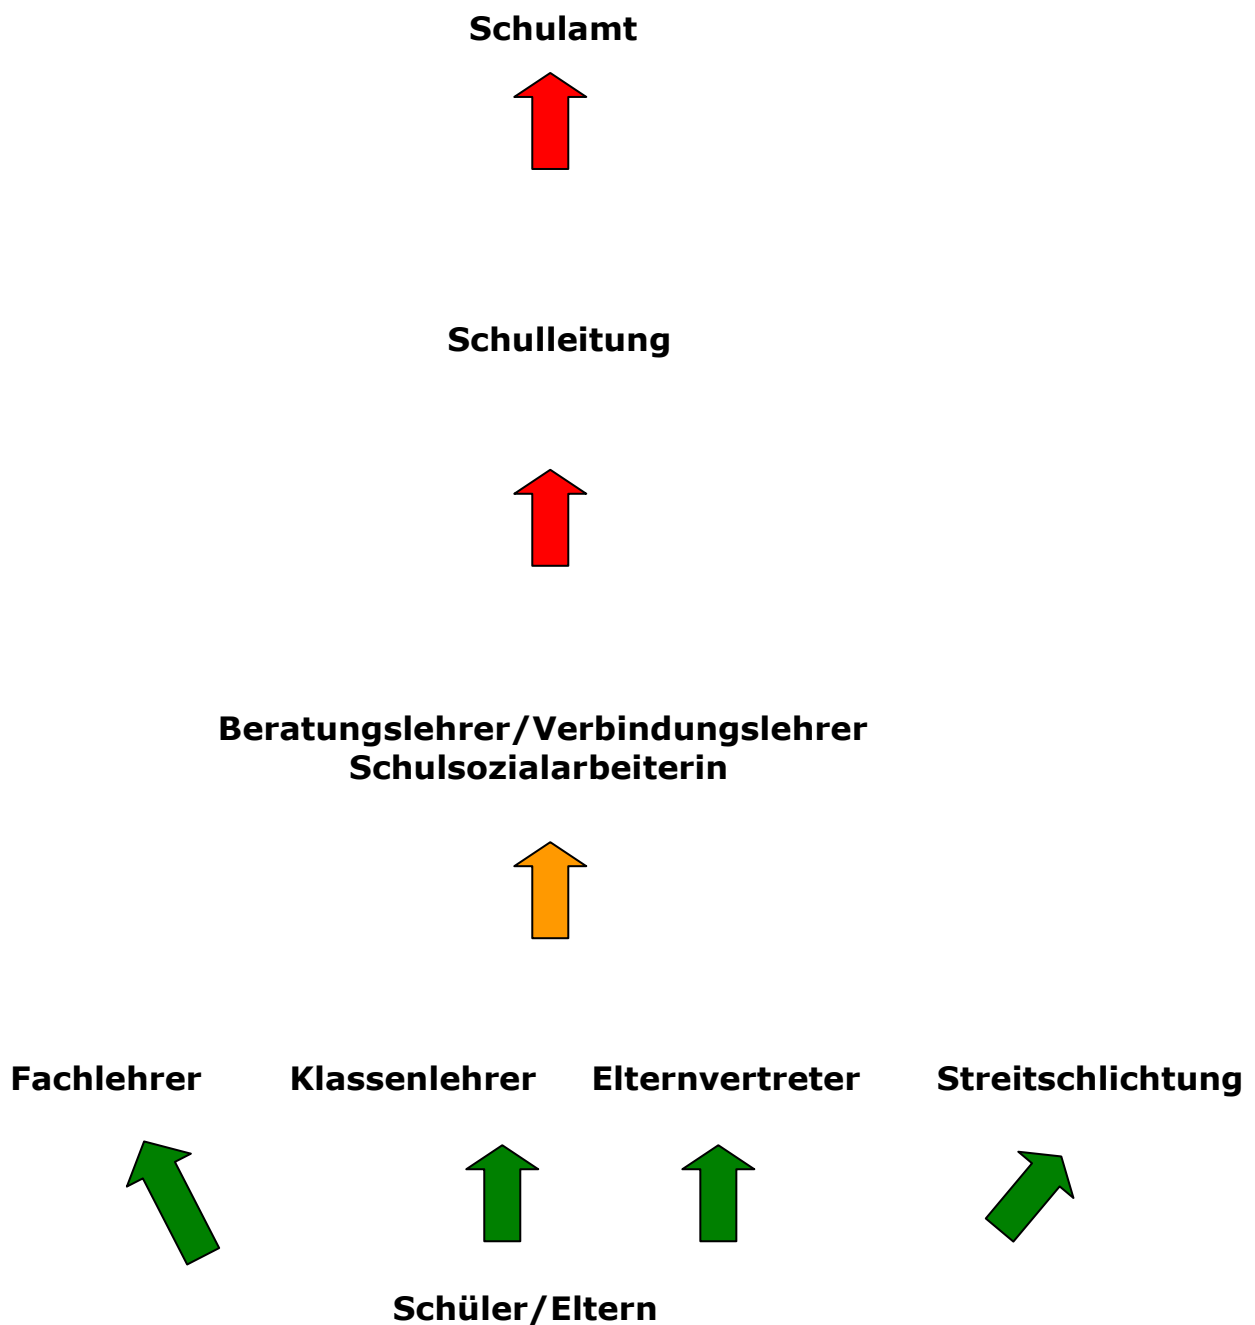 Schulamt
Schulleitung
Beratungslehrer/Verbindungslehrer
Schulsozialarbeiterin
Fachlehrer Klassenlehrer Elternvertreter Streitschlichtung
Schüler/Eltern